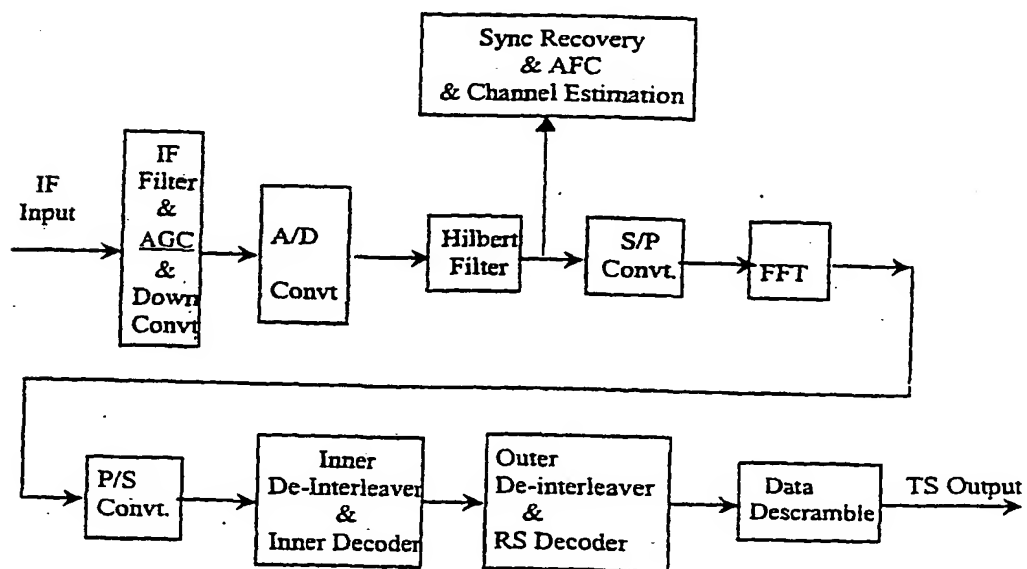 Sync Recovery
& AFC
& Channel Estimation
IF
Input
IF
Filter
&
AGC
&
Down
Convt
A/D
Convt
Hilbert
Filter
S/P
Convt.
FFT
P/S
Convt.
Inner
De-Interleaver
&
Inner Decoder
Outer
De-interleaver
&
RS Decoder
Data
Descramble
TS Output